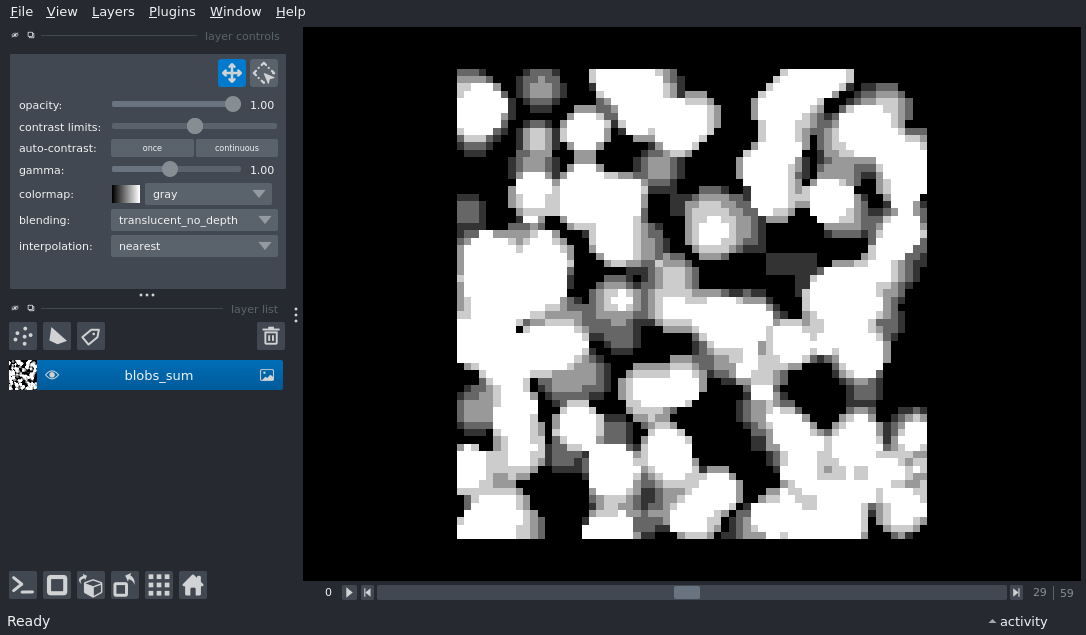 File View Layers Plugins Window Help
layer controls
opacity: 1.00
contrast limits:
auto-contrast: once continuous
gamma: 1.00
colormap: gray
blending: translucent_no_depth
interpolation: nearest
layer list
blobs_sum
0 29 59
Ready activity